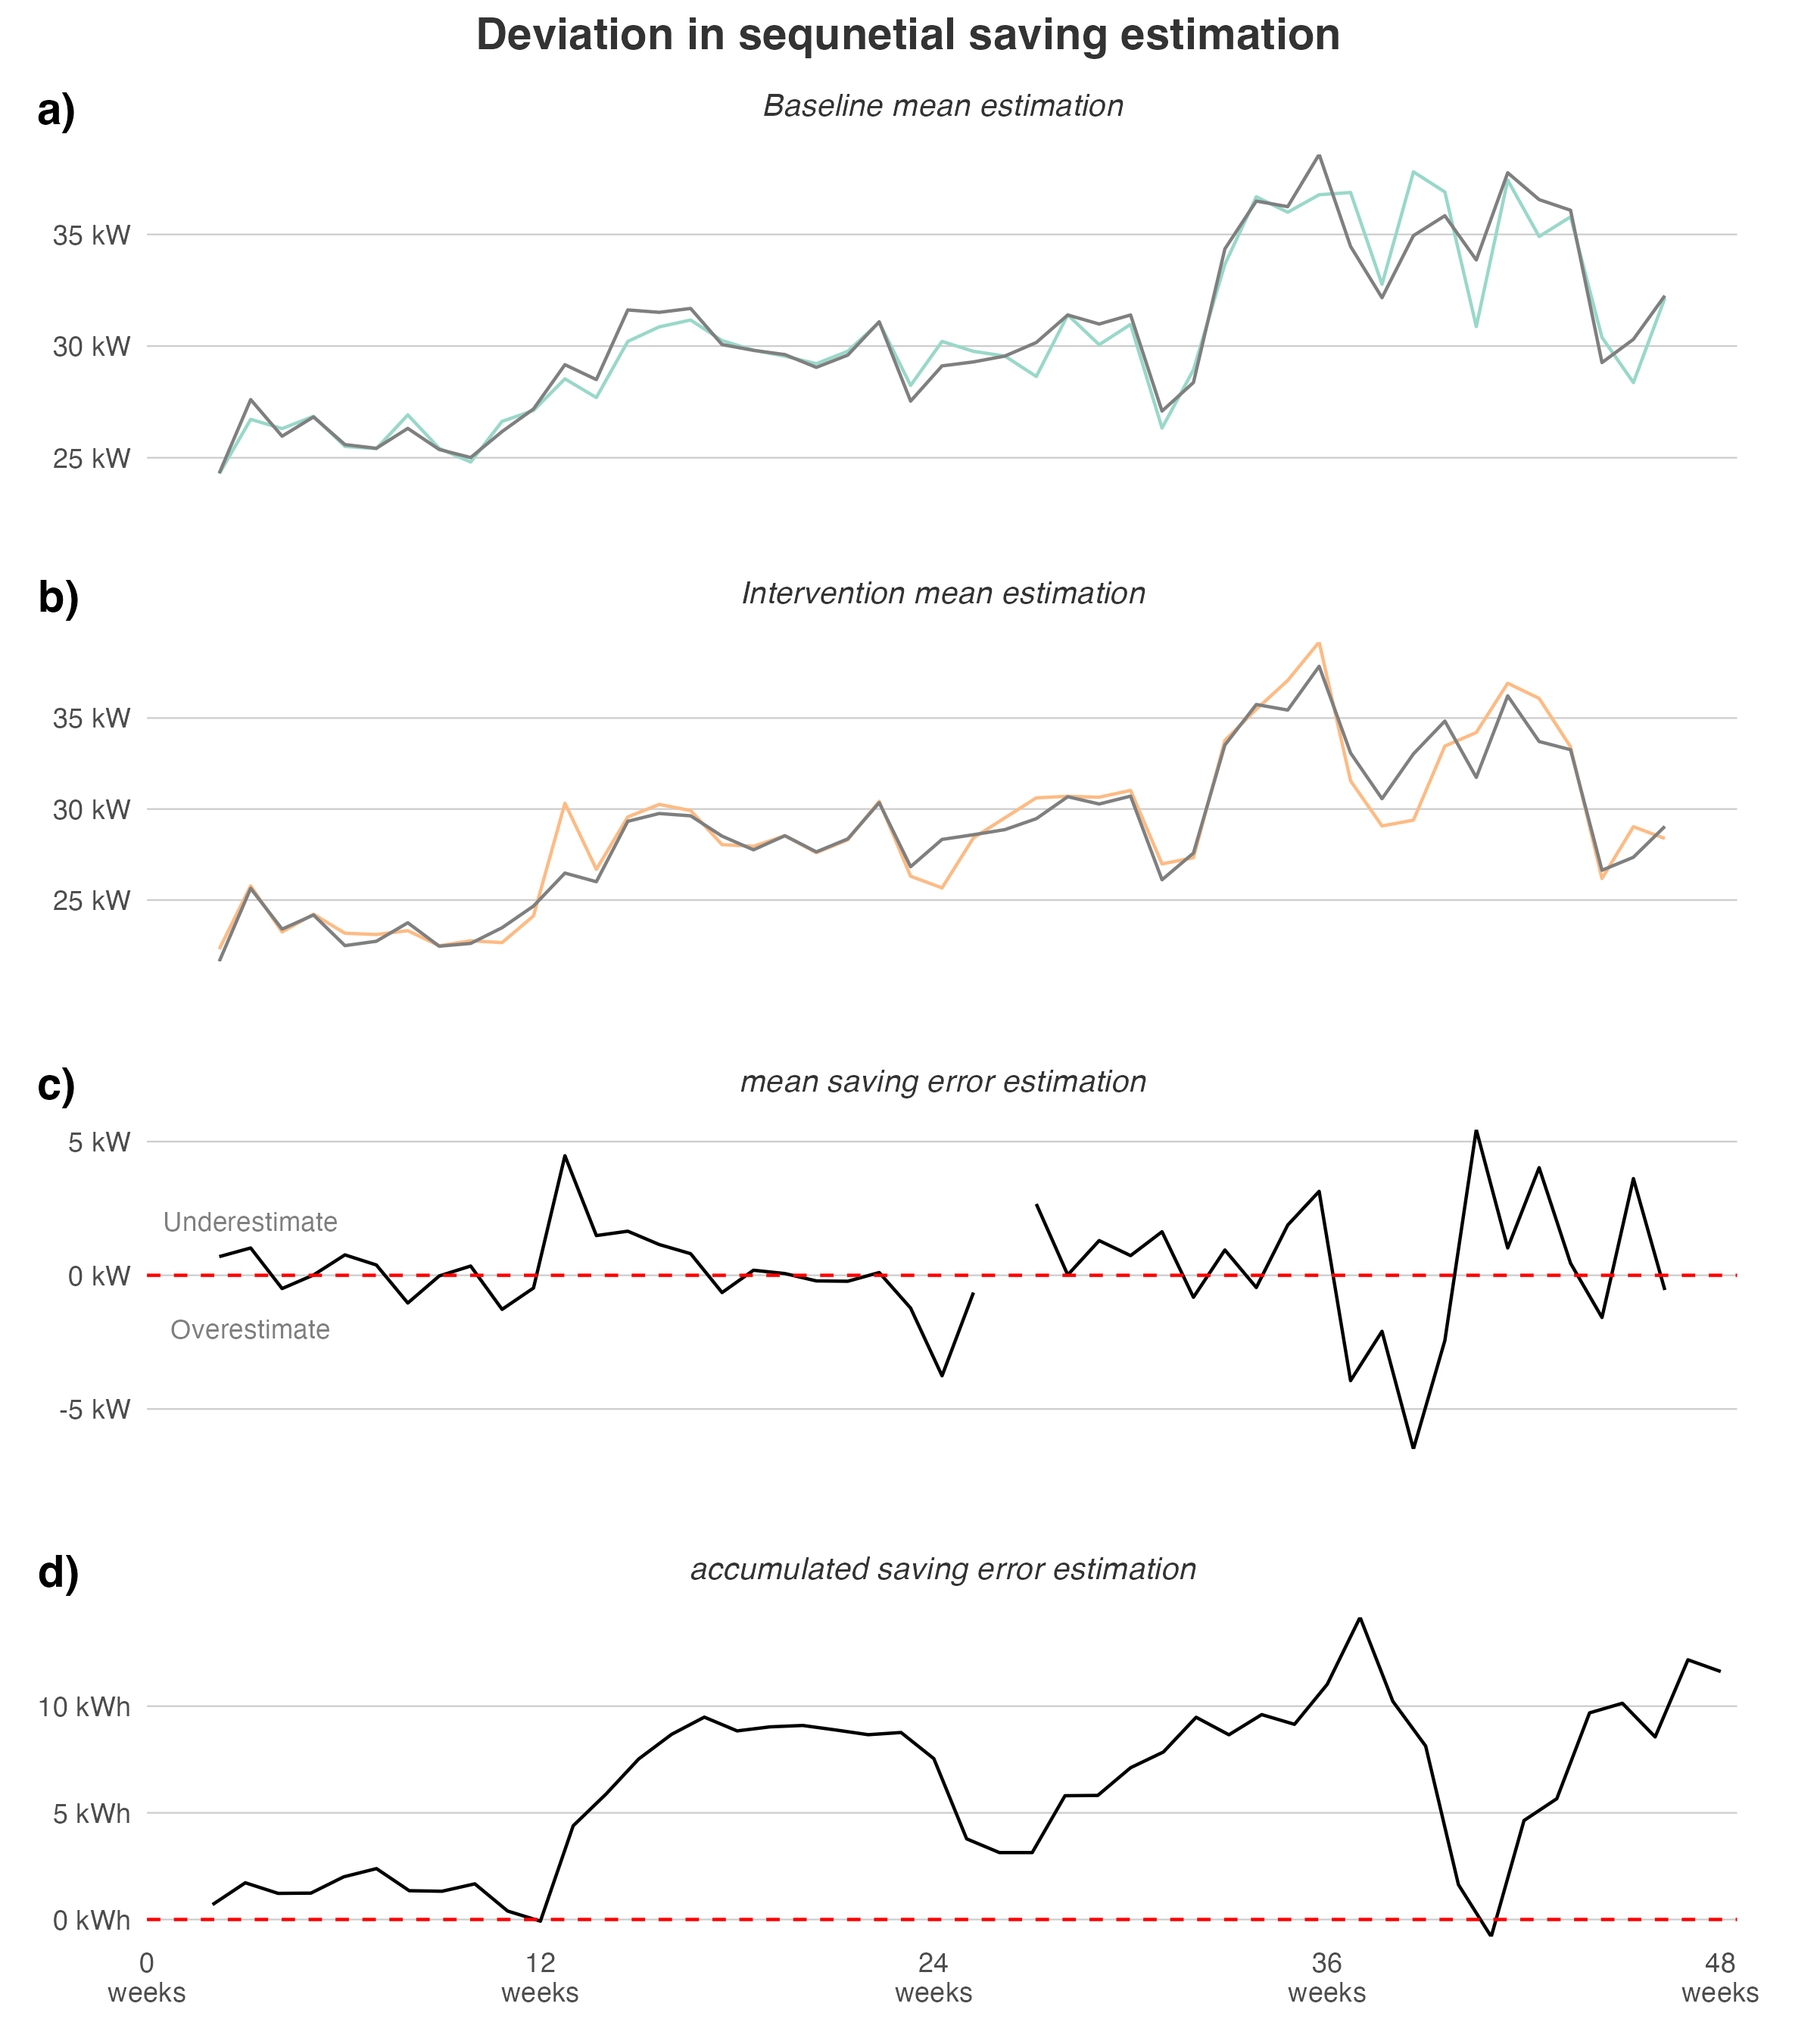 Deviation in sequnetial saving estimation
a)
Baseline mean estimation
35 kW
30 kW
25 kW
b)
Intervention mean estimation
35 kW
30 kW
25 kW
c)
mean saving error estimation
5 kW
Underestimate
0 kW
Overestimate
-5 kW
d)
accumulated saving error estimation
10 kWh
5 kWh
0 kWh
0 12 24 36 48
weeks weeks weeks weeks weeks